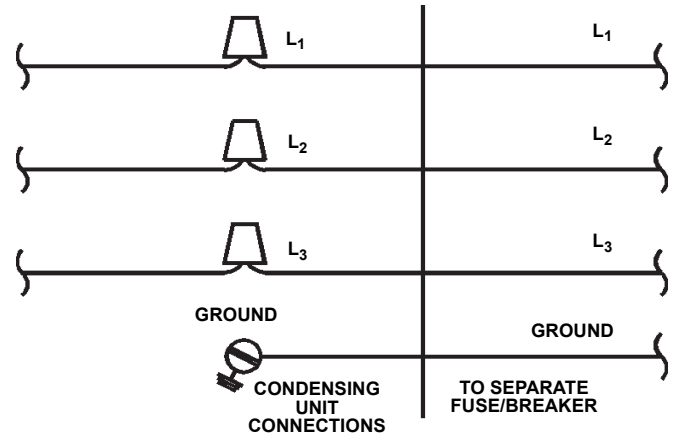 L1 L1
L2 L2
L3 L3
GROUND
GROUND
CONDENSING
UNIT
CONNECTIONS
TO SEPARATE
FUSE/BREAKER